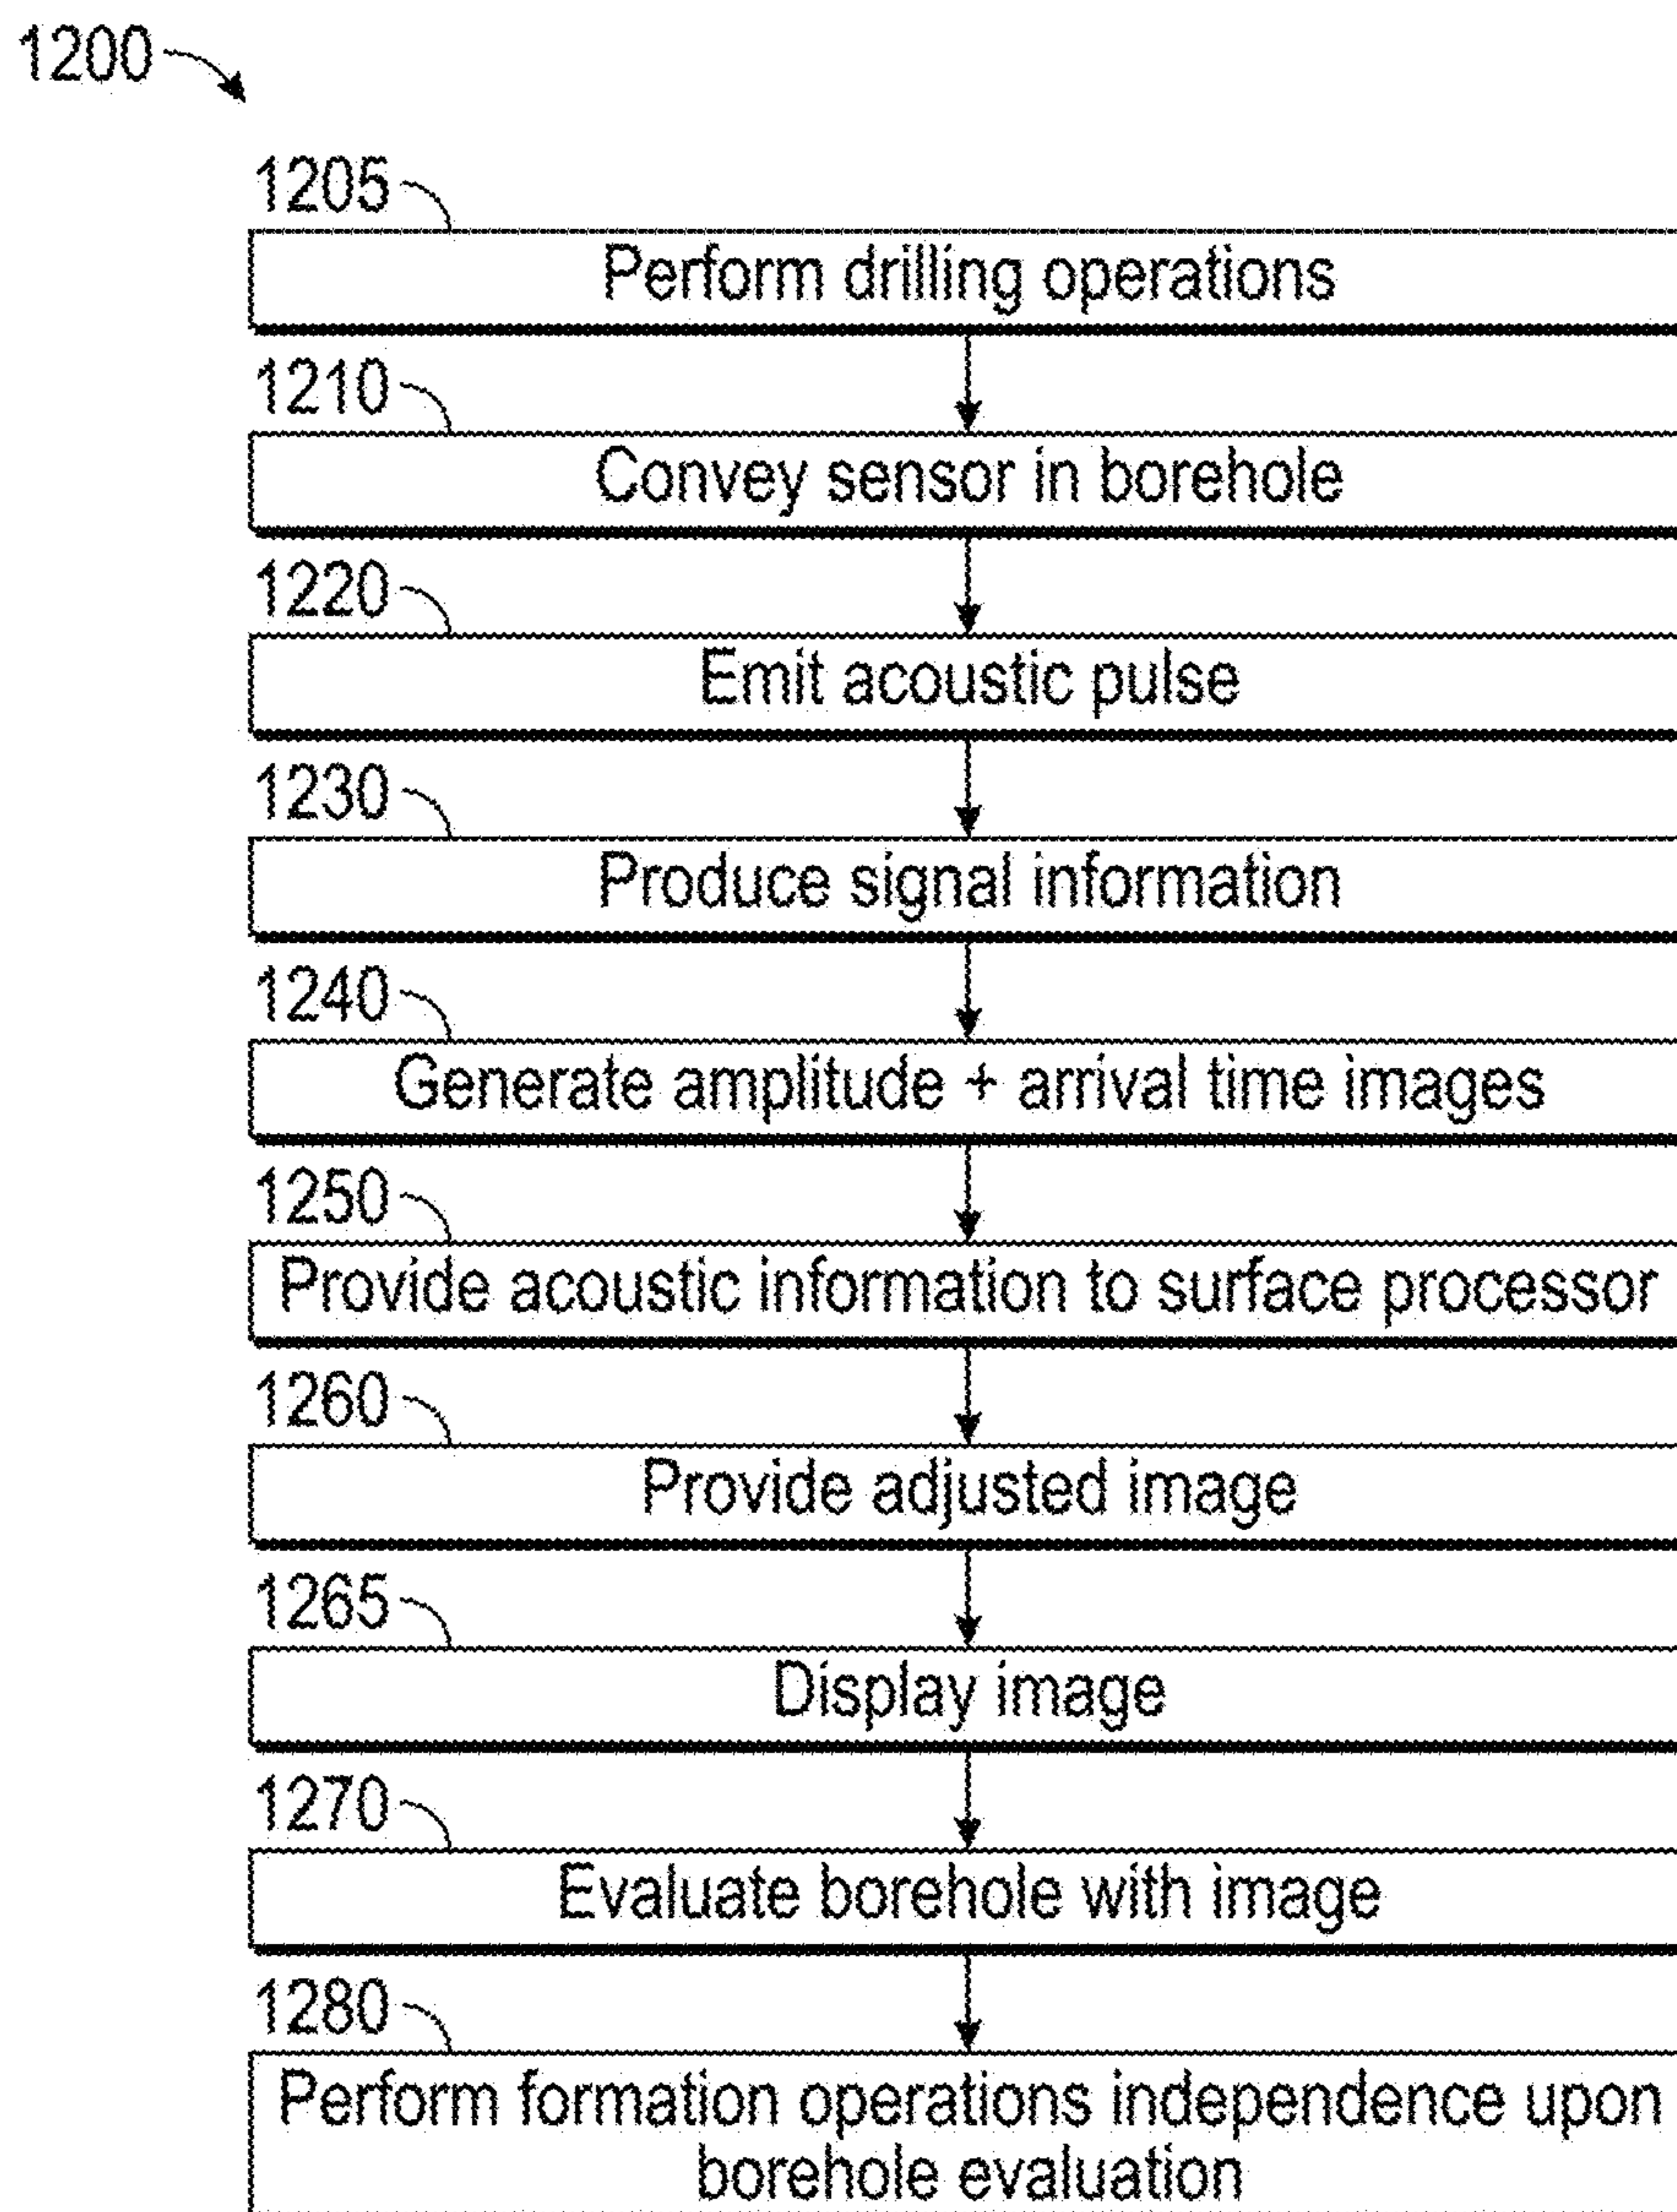 1200
1205
Perform drilling operations
1210
Convey sensor in borehole
1220
Emit acoustic pulse
1230
Produce signal information
1240
Generate amplitude + arrival time images
1250
Provide acoustic information to surface processor
1260
Provide adjusted image
1265
Display image
1270
Evaluate borehole with image
1280
Perform formation operations independence upon
borehole evaluation